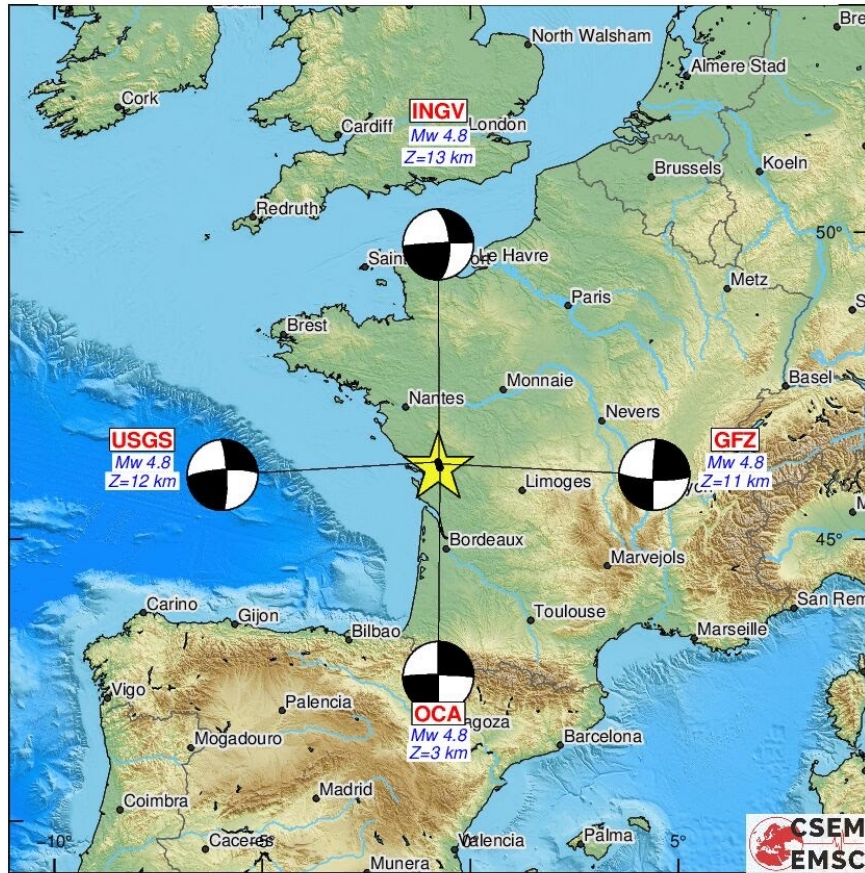 North Walsham
Bre
Almere Stad
Cork
INGV
Cardiff
London
Mw 4.8
Z=13 km
Brussels
Koeln
Redruth
50°
Le Havre
Metz
Paris
Brest
Basel
Monnaie
Nantes
Nevers
USGS
Mw 4.8
Z=12 km
GFZ
Mw 4.8
Z=11 km
Limoges
Bordeaux
45°
Marvejols
Carino
Gijon
San Rem
Toulouse
Bilbao
Marseille
Vigo
Palencia
OCA
agoza
Mw 4.8
Z=3 km
Mogadouro
Barcelona
Madrid
Coimbra
-10°
Caceres
Valencia
Palma
5°
Munera
CSEM
EMSC